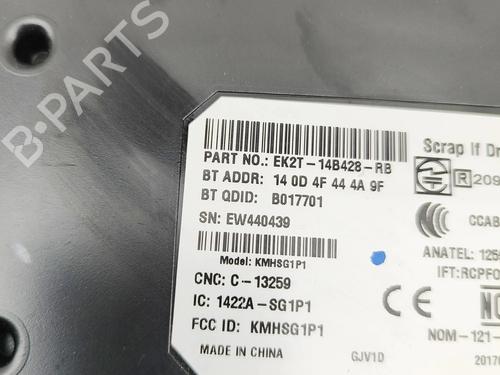 B-PARTS
PART NO.: EK2T-14B428-RB
BT ADDR: 14 0D 4F 44 4A 9F
BT QDID: B017701
SN: EW440439
Model: KMHSG1P1
CNC: C-13259
IC: 1422A-SG1P1
FCC ID: KMHSG1P1
MADE IN CHINA
GJV1D
Scrap If Dr
R 209
CCC
CCAB
ANATEL: 125
IFT:RCPFO
NOM-121-
2017